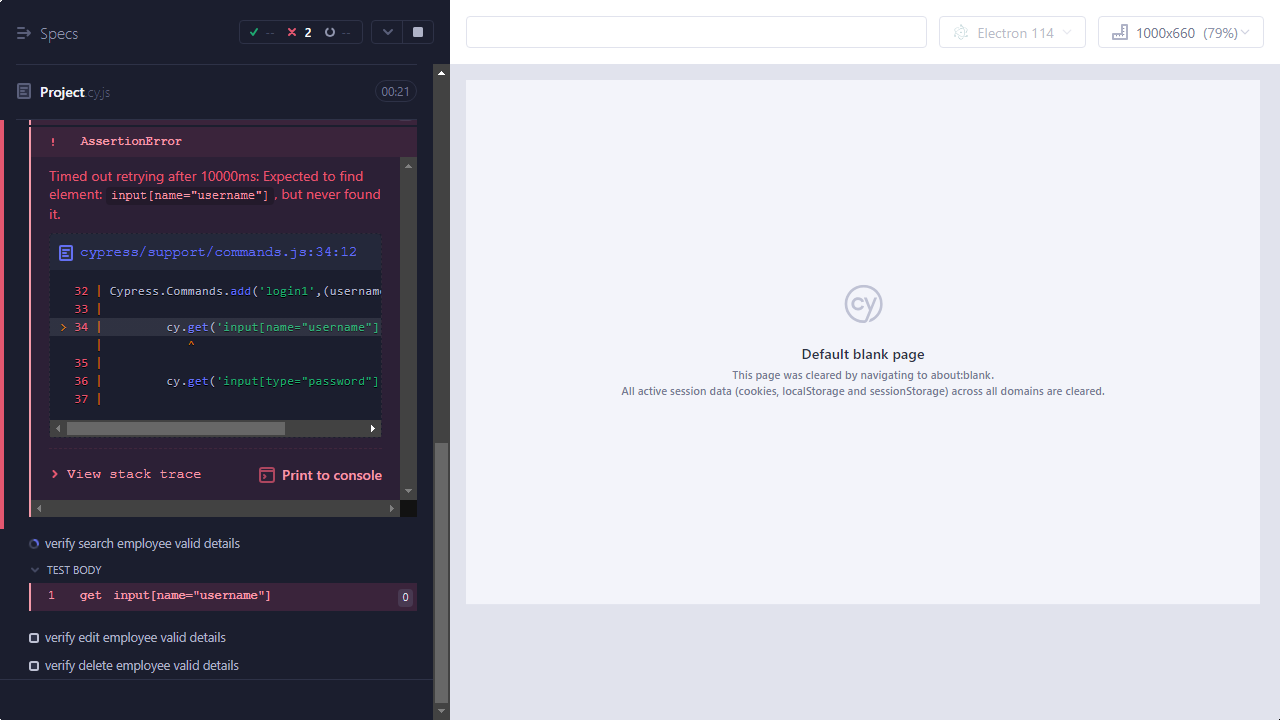 Specs
-- 2 --
Electron 114
1000x660 (79%)
Project.cy.js
00:21
! AssertionError
Timed out retrying after 10000ms: Expected to find
element: input[name="username"], but never found
it.
cypress/support/commands.js:34:12
32 | Cypress.Commands.add('login1',(usernam
33 |
> 34 | cy.get('input[name="username"]
| ^
35 |
36 | cy.get('input[type="password"]
37 |
> View stack trace
Print to console
verify search employee valid details
TEST BODY
1 get input[name="username"]
0
verify edit employee valid details
verify delete employee valid details
cy
Default blank page
This page was cleared by navigating to about:blank.
All active session data (cookies, localStorage and sessionStorage) across all domains are cleared.